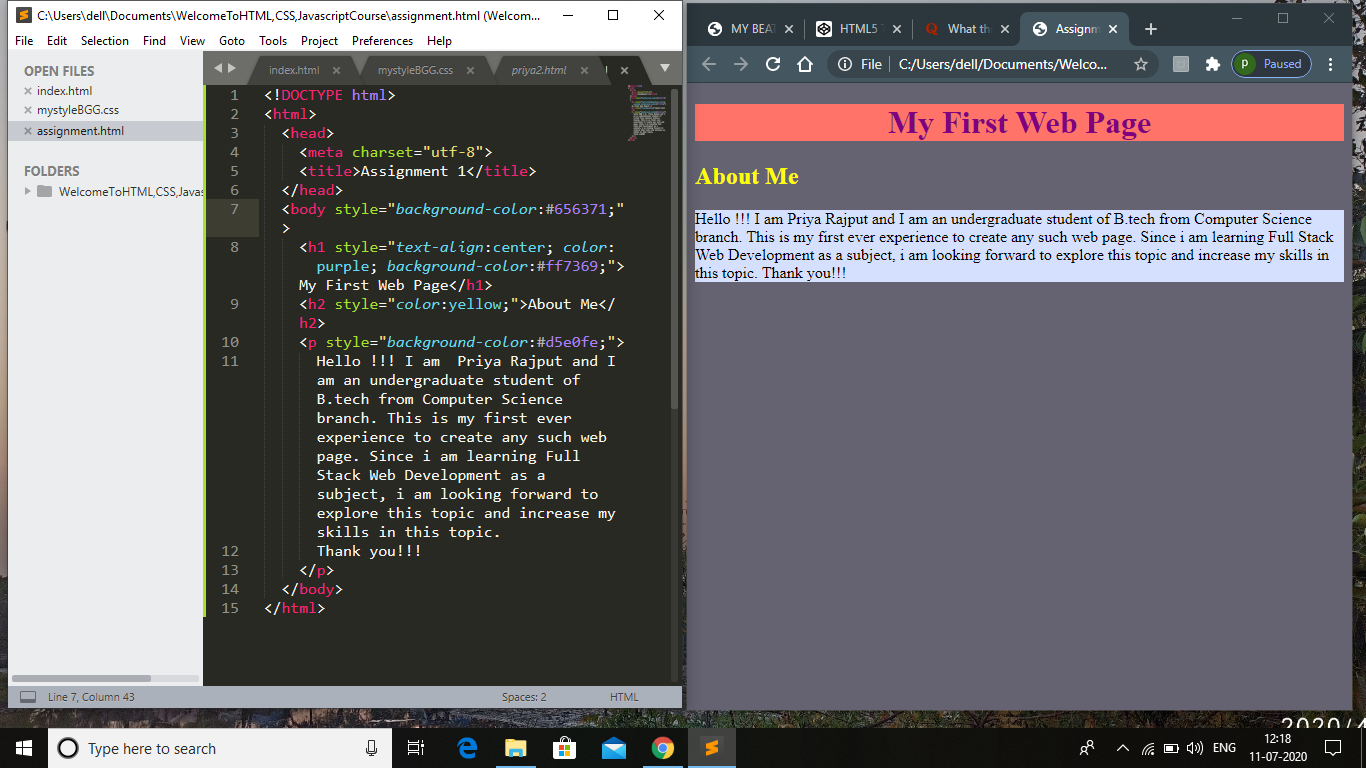 C:\Users\dell\Documents\WelcomeToHTML,CSS,JavascriptCourse\assignment.html (Welcom...
File Edit Selection Find View Goto Tools Project Preferences Help
OPEN FILES
index.html
mystyleBGG.css
assignment.html
FOLDERS
WelcomeToHTML,CSS,Javas
index.html mystyleBGG.css priya2.html
1 <!DOCTYPE html>
2 <html>
3 <head>
4 <meta charset="utf-8">
5 <title>Assignment 1</title>
6 </head>
7 <body style="background-color:#656371;"
>
8 <h1 style="text-align:center; color:
purple; background-color:#ff7369;">
My First Web Page</h1>
9 <h2 style="color:yellow;">About Me</
h2>
10 <p style="background-color:#d5e0fe;">
11 Hello !!! I am  Priya Rajput and I
am an undergraduate student of
B.tech from Computer Science
branch. This is my first ever
experience to create any such web
page. Since i am learning Full
Stack Web Development as a
subject, i am looking forward to
explore this topic and increase my
skills in this topic.
12 Thank you!!!
13 </p>
14 </body>
15 </html>
Line 7, Column 43 Spaces: 2 HTML
MY BEA HTML5 What th Assignm
File C:/Users/dell/Documents/Welco... p Paused
My First Web Page
About Me
Hello !!! I am Priya Rajput and I am an undergraduate student of B.tech from Computer Science
branch. This is my first ever experience to create any such web page. Since i am learning Full Stack
Web Development as a subject, i am looking forward to explore this topic and increase my skills in
this topic. Thank you!!!
2020/4
Type here to search
ENG
12:18
11-07-2020